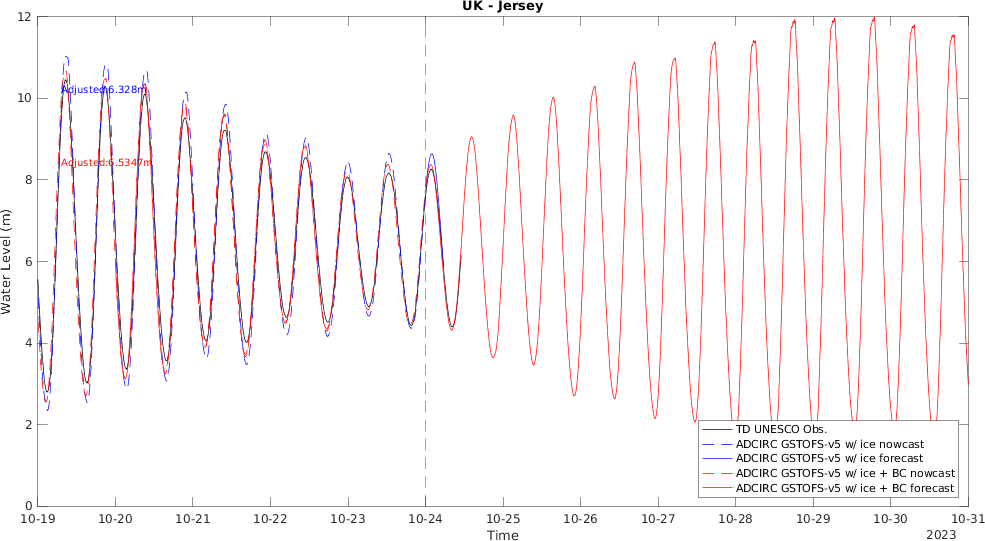 UK - Jersey
12
10
8
6
4
2
0
Water Level (m)
Adjusted:6.328m
Adjusted:6.5347m
TD UNESCO Obs.
ADCIRC GSTOFS-v5 w/ ice nowcast
ADCIRC GSTOFS-v5 w/ ice forecast
ADCIRC GSTOFS-v5 w/ ice + BC nowcast
ADCIRC GSTOFS-v5 w/ ice + BC forecast
10-19 10-20 10-21 10-22 10-23 10-24 10-25 10-26 10-27 10-28 10-29 10-30 10-31
Time
2023